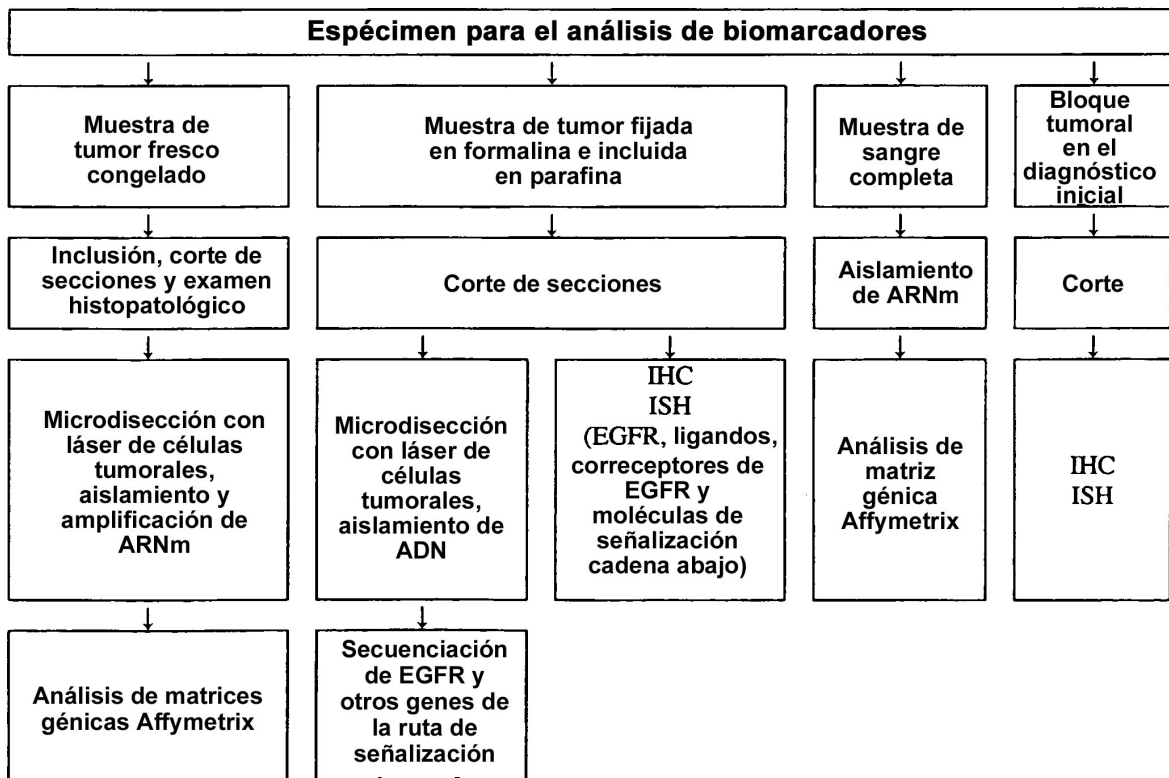 Espécimen para el análisis de biomarcadores
Muestra de
tumor fresco
congelado
Muestra de tumor fijada
en formalina e incluida
en parafina
Muestra de
sangre
completa
Bloque
tumoral
en el
diagnóstico
inicial
Inclusión, corte de
secciones y examen
histopatológico
Corte de secciones
Aislamiento
de ARNm
Corte
Microdisección con
láser de células
tumorales,
aislamiento y
amplificación de
ARNm
Microdisección
con láser de
células
tumorales,
aislamiento de
ADN
IHC
ISH
(EGFR, ligandos,
correceptores de
EGFR y
moléculas de
señalización
cadena abajo)
Análisis de
matriz
génica
Affymetrix
IHC
ISH
Análisis de matrices
génicas Affymetrix
Secuenciación
de EGFR y
otros genes de
la ruta de
señalización